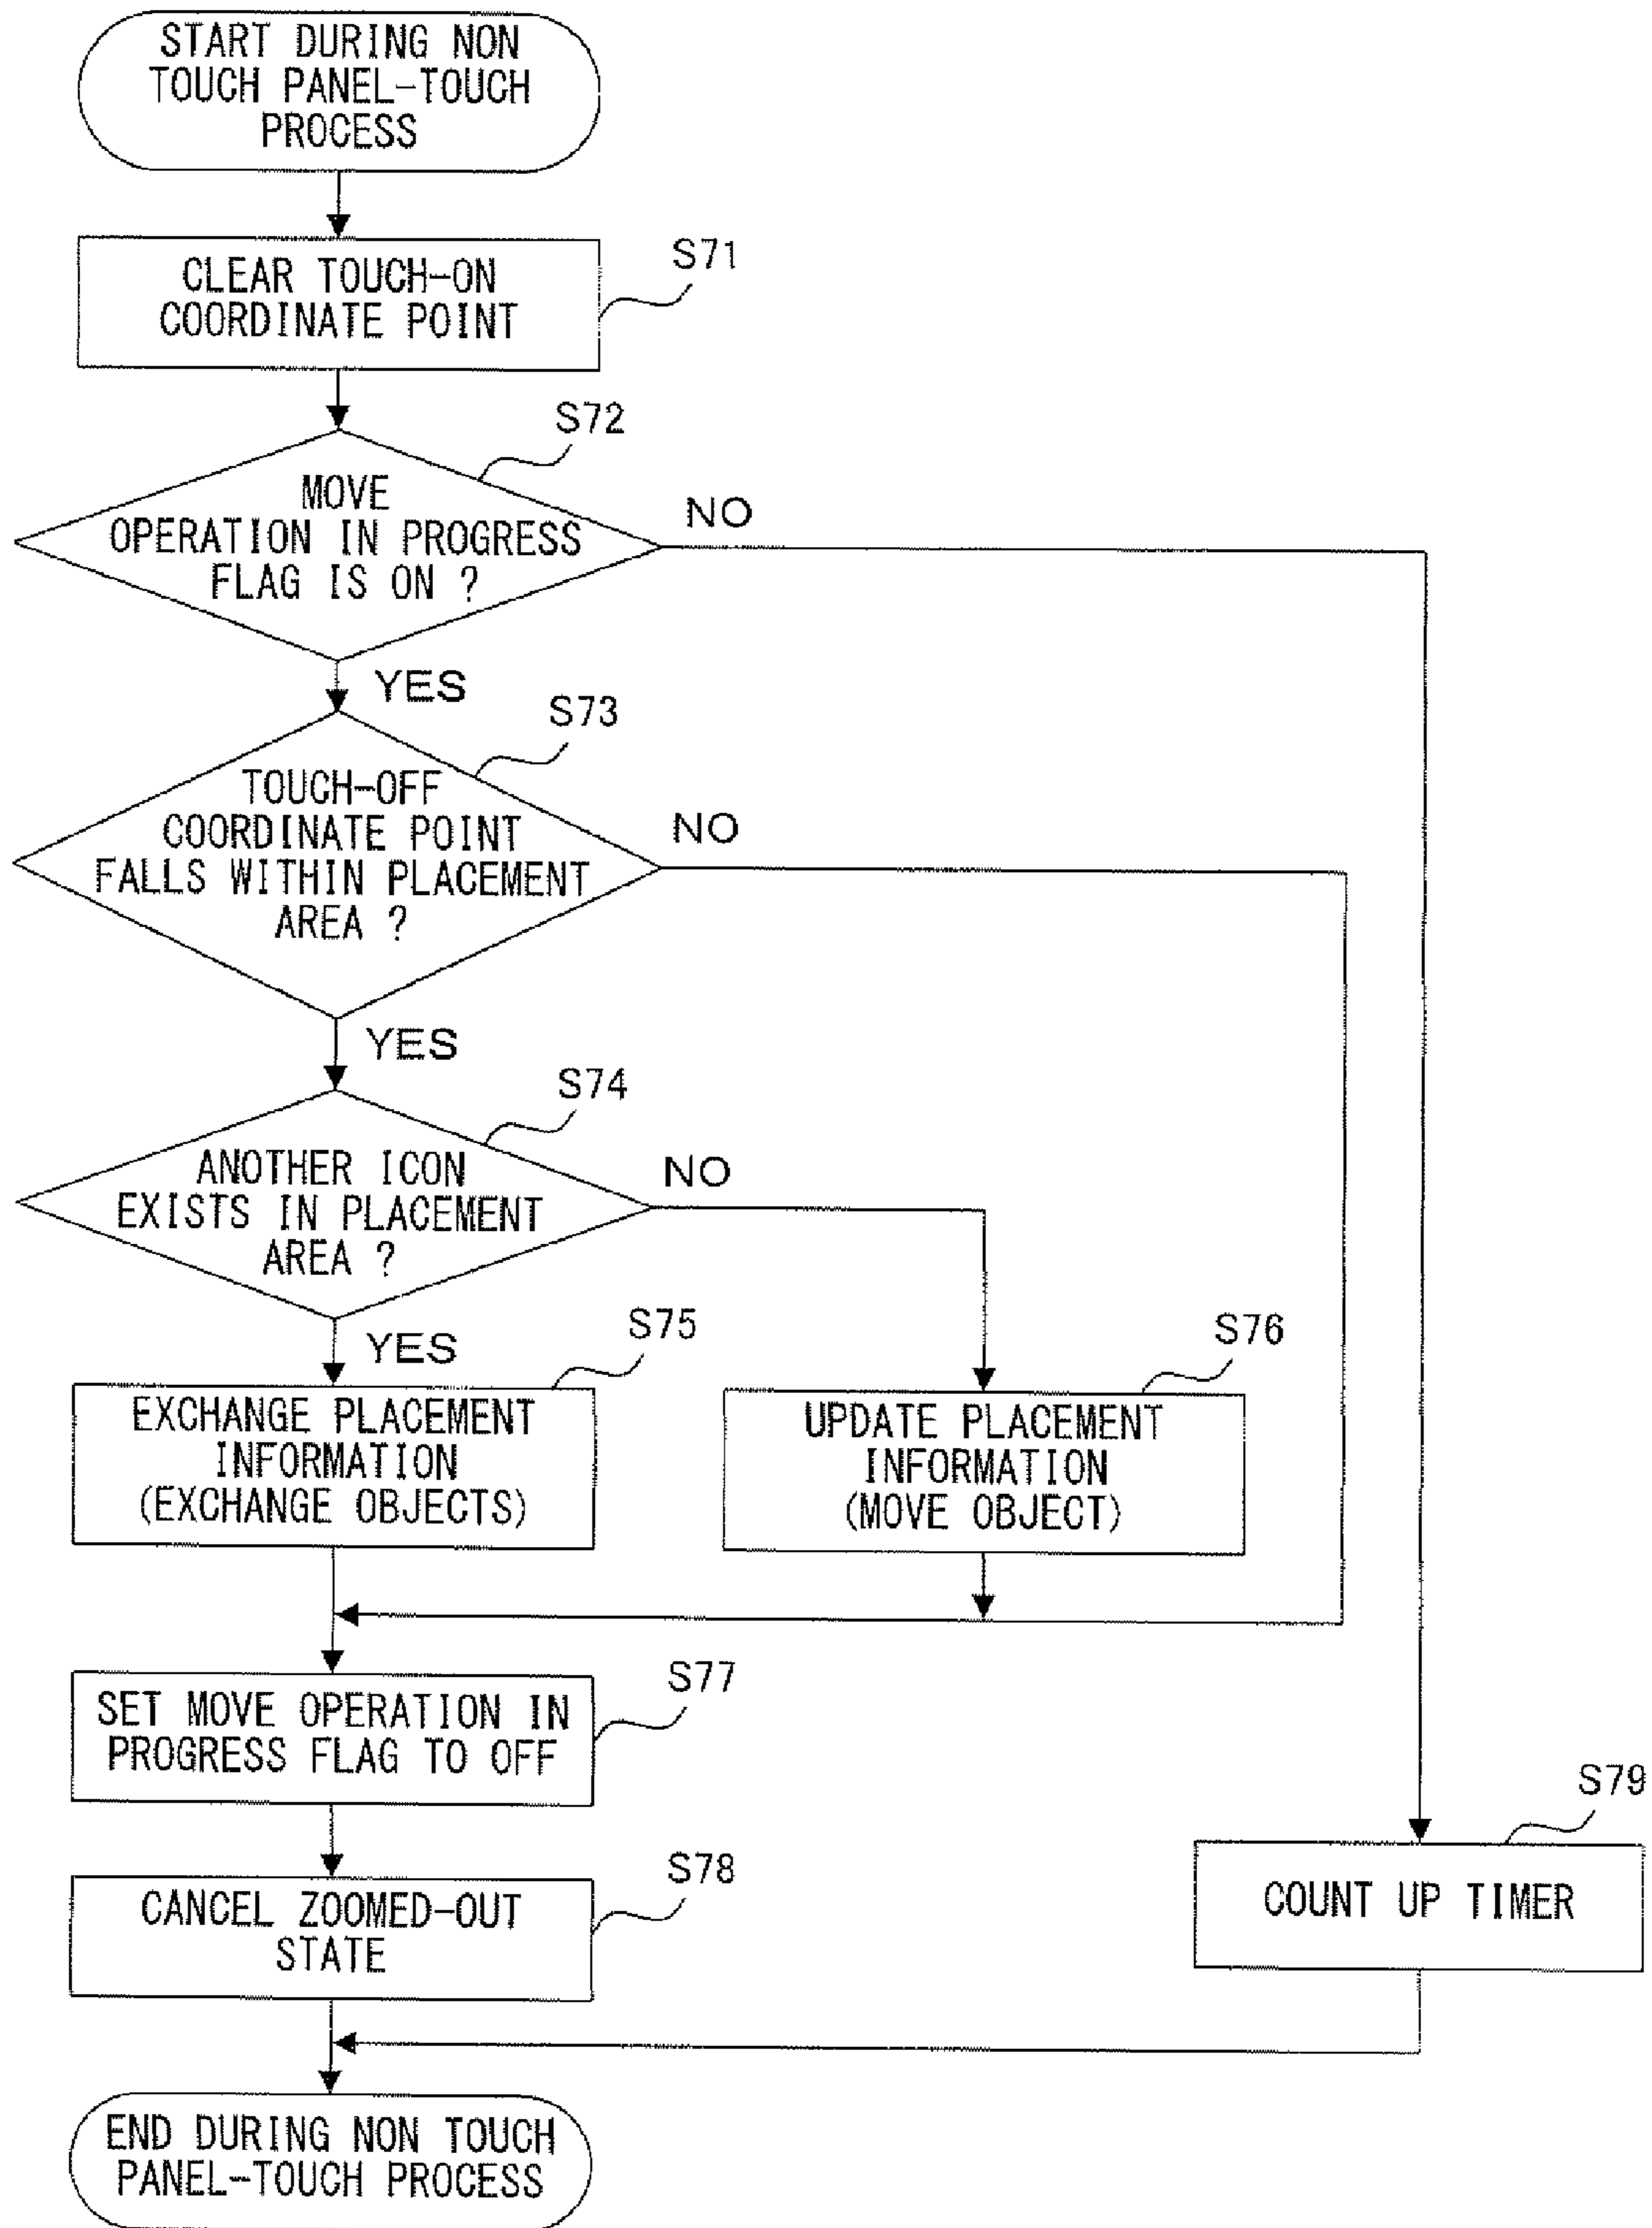 START DURING NON
TOUCH PANEL-TOUCH
PROCESS
S71
CLEAR TOUCH-ON
COORDINATE POINT
S72
MOVE
OPERATION IN PROGRESS
FLAG IS ON ?
NO
YES
S73
TOUCH-OFF
COORDINATE POINT
FALLS WITHIN PLACEMENT
AREA ?
NO
YES
S74
ANOTHER ICON
EXISTS IN PLACEMENT
AREA ?
NO
YES
S75
EXCHANGE PLACEMENT
INFORMATION
(EXCHANGE OBJECTS)
S76
UPDATE PLACEMENT
INFORMATION
(MOVE OBJECT)
S77
SET MOVE OPERATION IN
PROGRESS FLAG TO OFF
S78
CANCEL ZOOMED-OUT
STATE
S79
COUNT UP TIMER
END DURING NON TOUCH
PANEL-TOUCH PROCESS